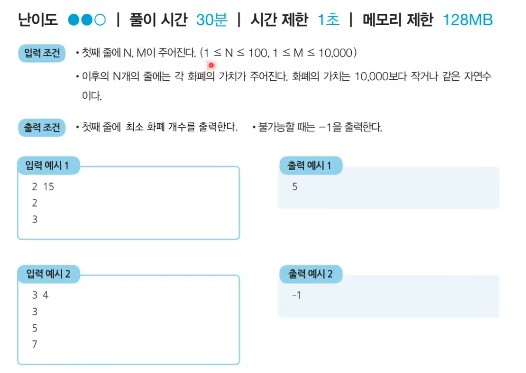 난이도 ●●○ | 풀이 시간 30분 | 시간 제한 1초 | 메모리 제한 128MB
입력 조건 • 첫째 줄에 N, M이 주어진다. (1 ≤ N ≤ 100, 1 ≤ M ≤ 10,000)
• 이후의 N개의 줄에는 각 화폐의 가치가 주어진다. 화폐의 가치는 10,000보다 작거나 같은 자연수
이다.
출력 조건 • 첫째 줄에 최소 화폐 개수를 출력한다. • 불가능할 때는 -1을 출력한다.
입력 예시 1
2 15
2
3
출력 예시 1
5
입력 예시 2
3 4
3
5
7
출력 예시 2
-1